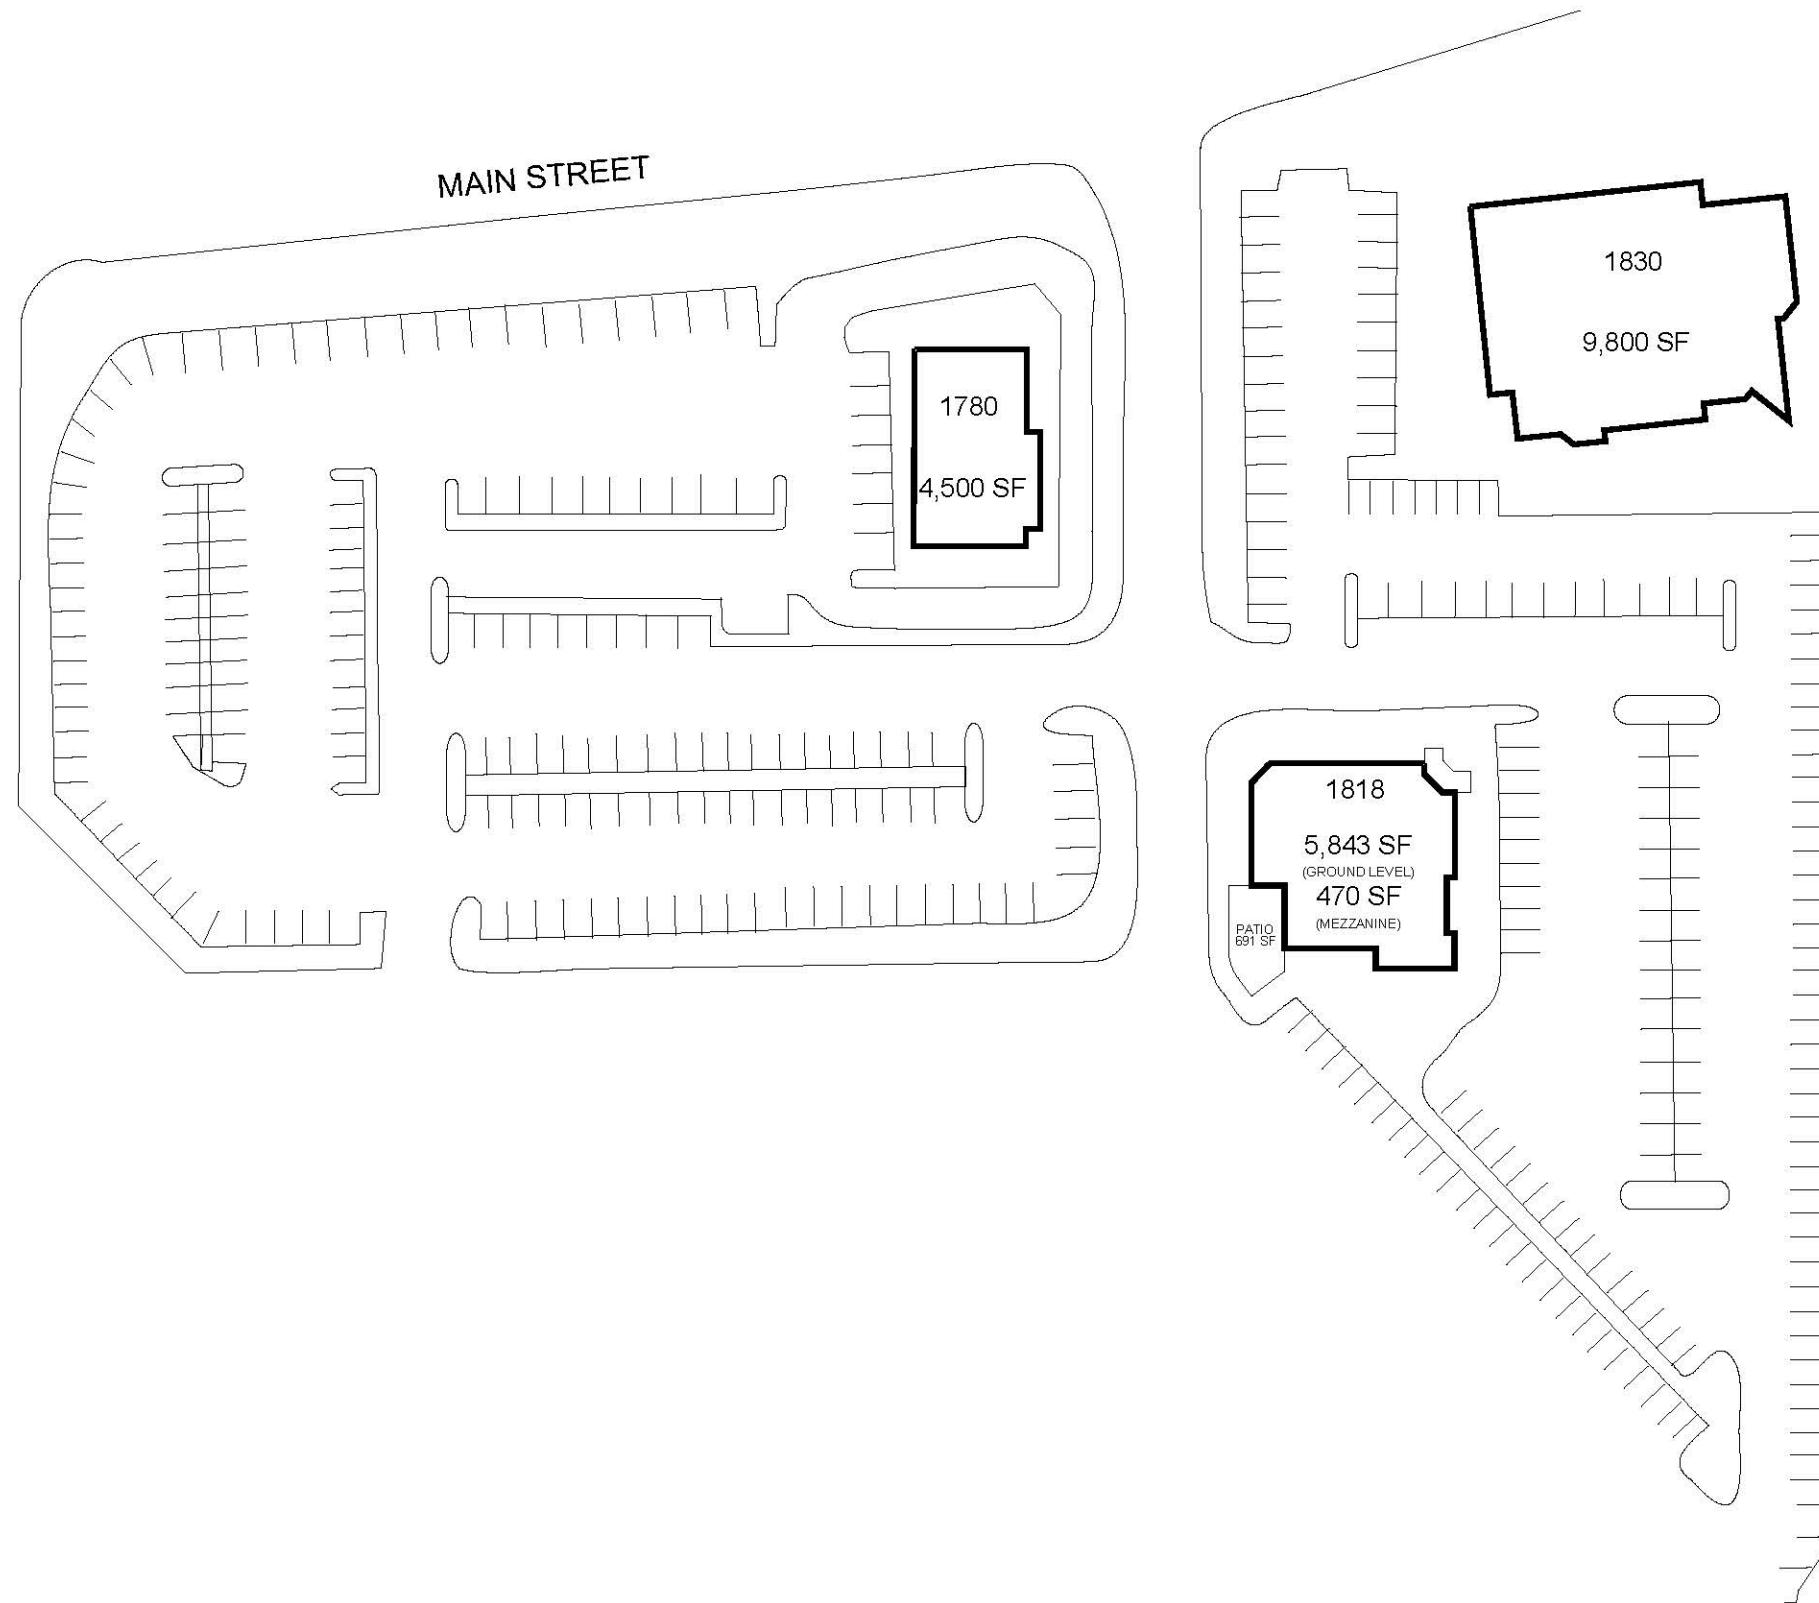 MAIN STREET
1830
9,800 SF
1780
4,500 SF
1818
5,843 SF
(GROUND LEVEL)
470 SF
(MEZZANINE)
PATIO
691 SF